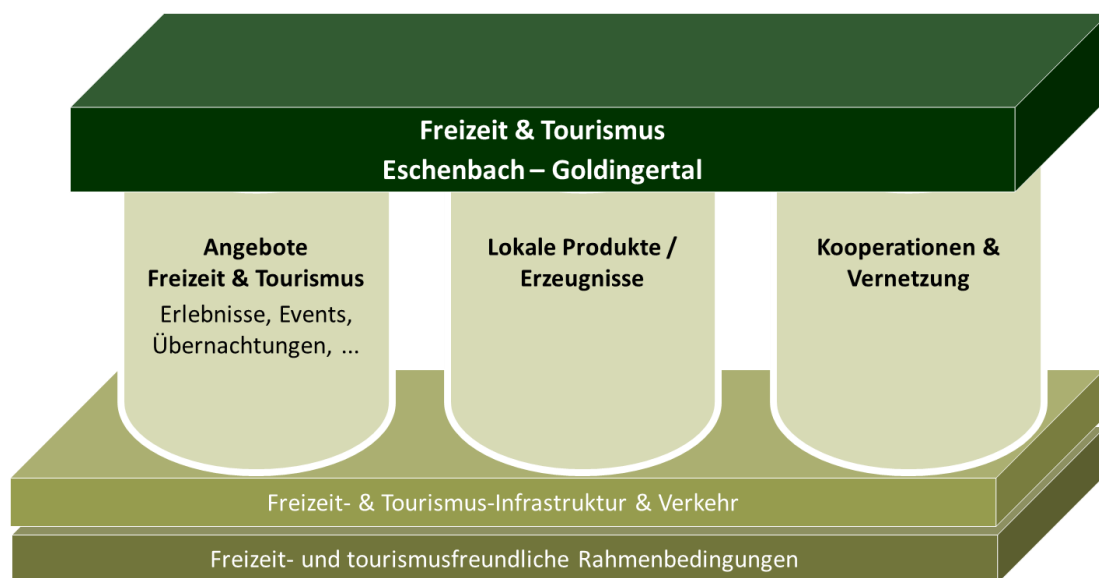 Freizeit & Tourismus
Eschenbach – Goldingertal
Angebote
Freizeit & Tourismus
Erlebnisse, Events,
Übernachtungen, ...
Lokale Produkte /
Erzeugnisse
Kooperationen &
Vernetzung
Freizeit- & Tourismus-Infrastruktur & Verkehr
Freizeit- und tourismusfreundliche Rahmenbedingungen